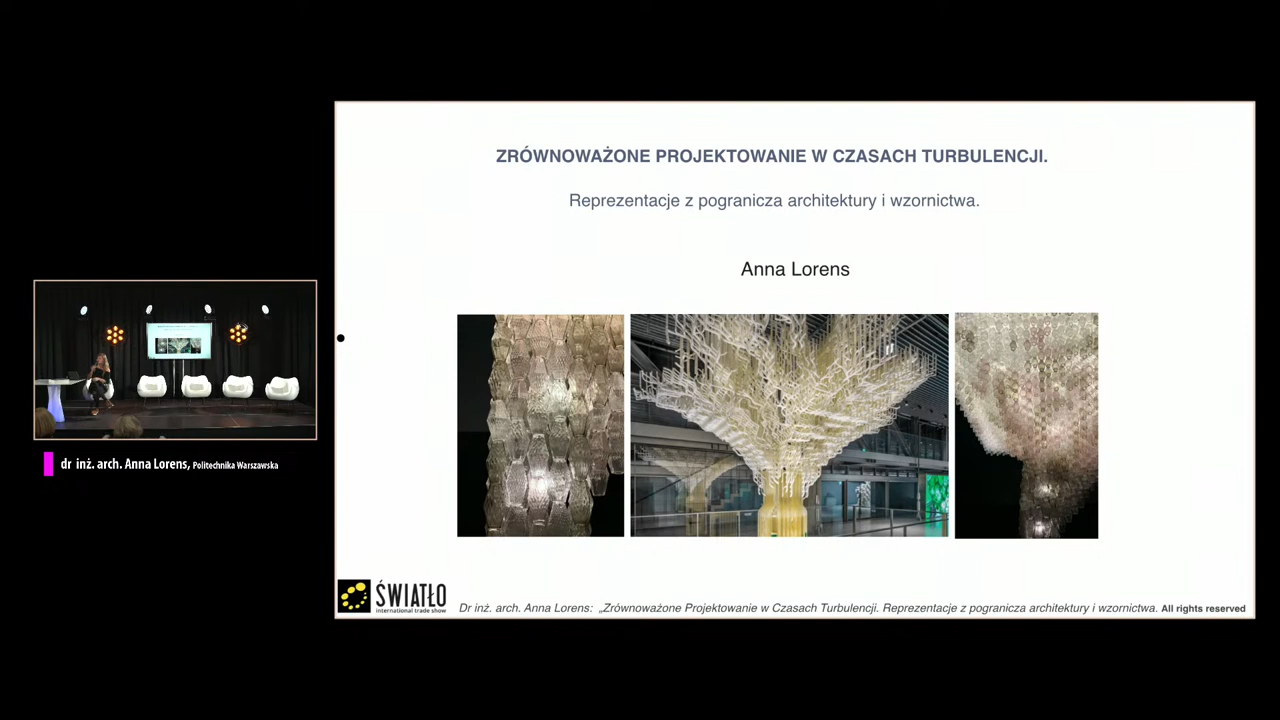 ZRÓWNOWAŻONE PROJEKTOWANIE W CZASACH TURBULENCJI.
Reprezentacje z pogranicza architektury i wzornictwa.
Anna Lorens
dr inż. arch. Anna Lorens, Politechnika Warszawska
ŚWIATŁO
international trade show
Dr inż. arch. Anna Lorens: „Zrównoważone Projektowanie w Czasach Turbulencji. Reprezentacje z pogranicza architektury i wzornictwa. All rights reserved